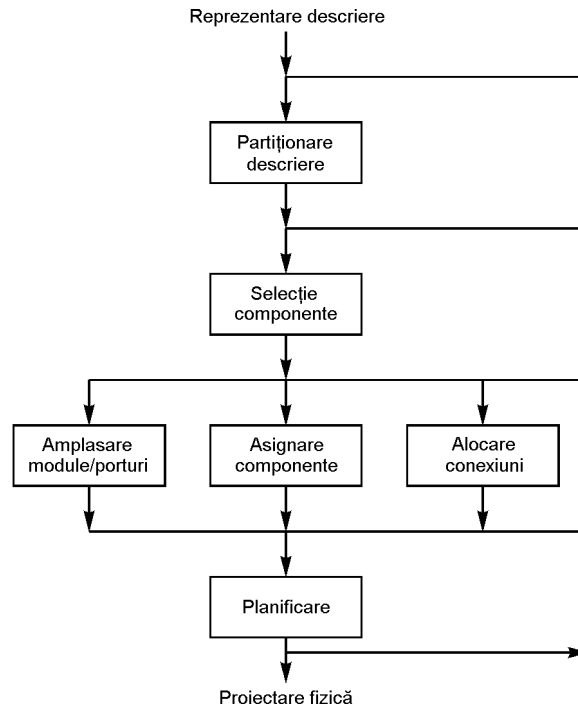 Reprezentare descriere
Partiționare
descriere
Selecție
componente
Amplasare
module/porturi
Asignare
componente
Alocare
conexiuni
Planificare
Proiectare fizică